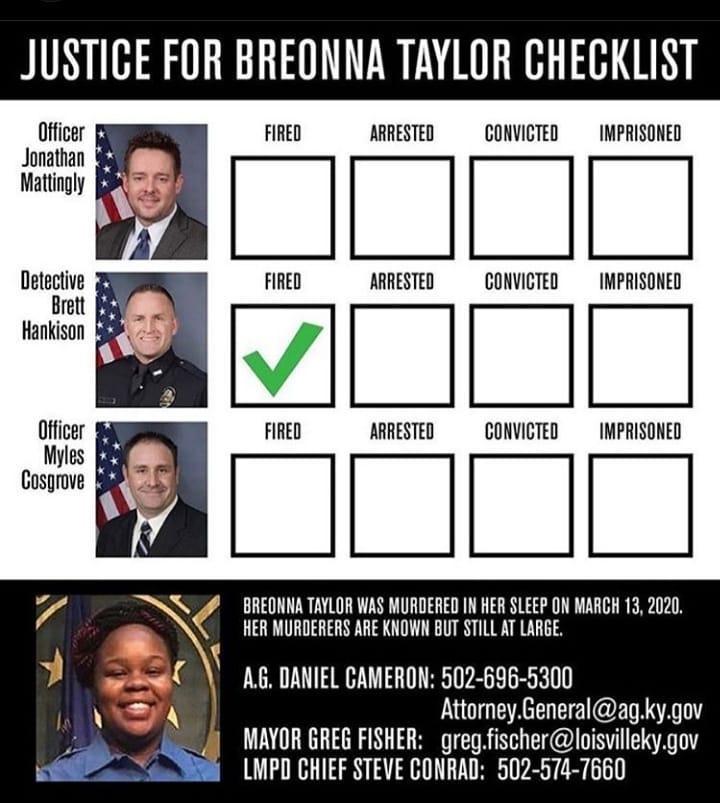 JUSTICE FOR BREONNA TAYLOR CHECKLIST
Officer
Jonathan
Mattingly
FIRED ARRESTED CONVICTED IMPRISONED
Detective
Brett
Hankison
FIRED ARRESTED CONVICTED IMPRISONED
Officer
Myles
Cosgrove
FIRED ARRESTED CONVICTED IMPRISONED
BREONNA TAYLOR WAS MURDERED IN HER SLEEP ON MARCH 13, 2020.
HER MURDERERS ARE KNOWN BUT STILL AT LARGE.
A.G. DANIEL CAMERON: 502-696-5300
Attorney.General@ag.ky.gov
MAYOR GREG FISHER: greg.fischer@loisvilleky.gov
LMPD CHIEF STEVE CONRAD: 502-574-7660